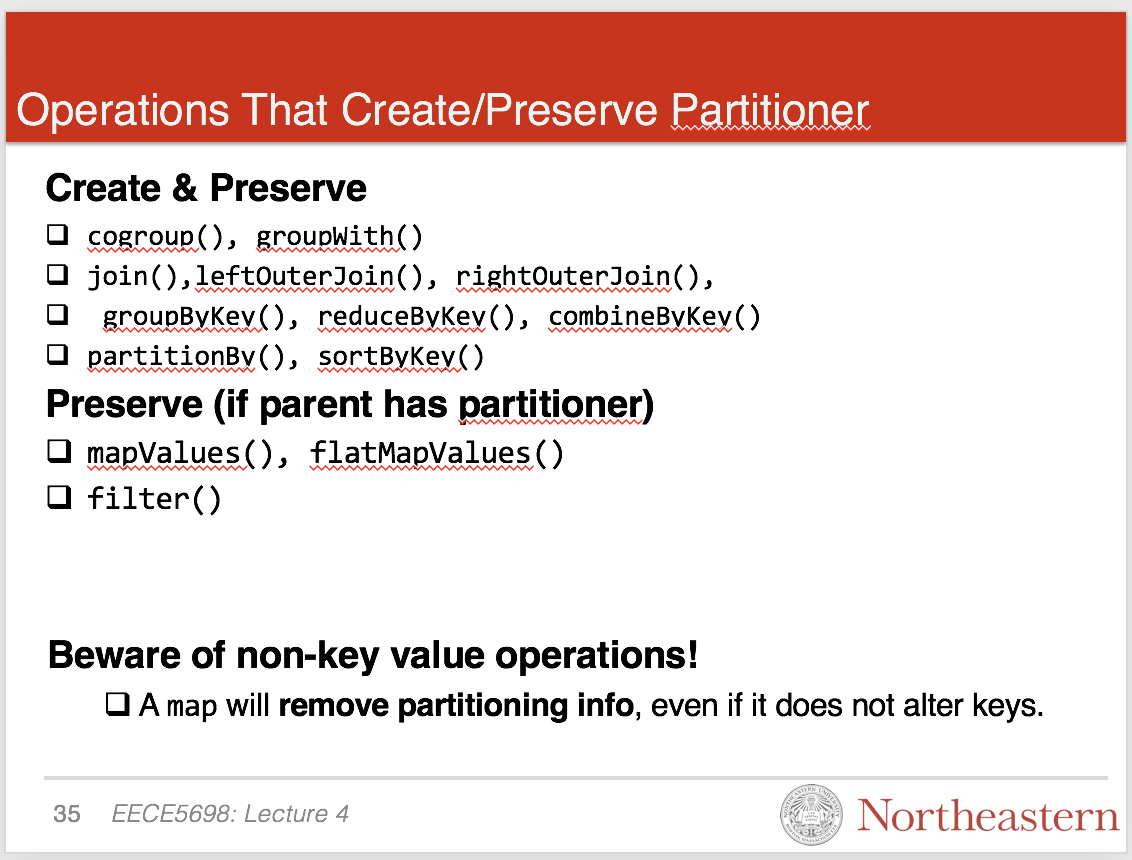 Operations That Create/Preserve Partitioner
Create & Preserve
cogroup(), groupWith()
join(),leftOuterJoin(), rightOuterJoin(),
groupByKey(), reduceByKey(), combineByKey()
partitionBy(), sortByKey()
Preserve (if parent has partitioner)
mapValues(), flatMapValues()
filter()
Beware of non-key value operations!
A map will remove partitioning info, even if it does not alter keys.
35 EECE5698: Lecture 4
Northeastern